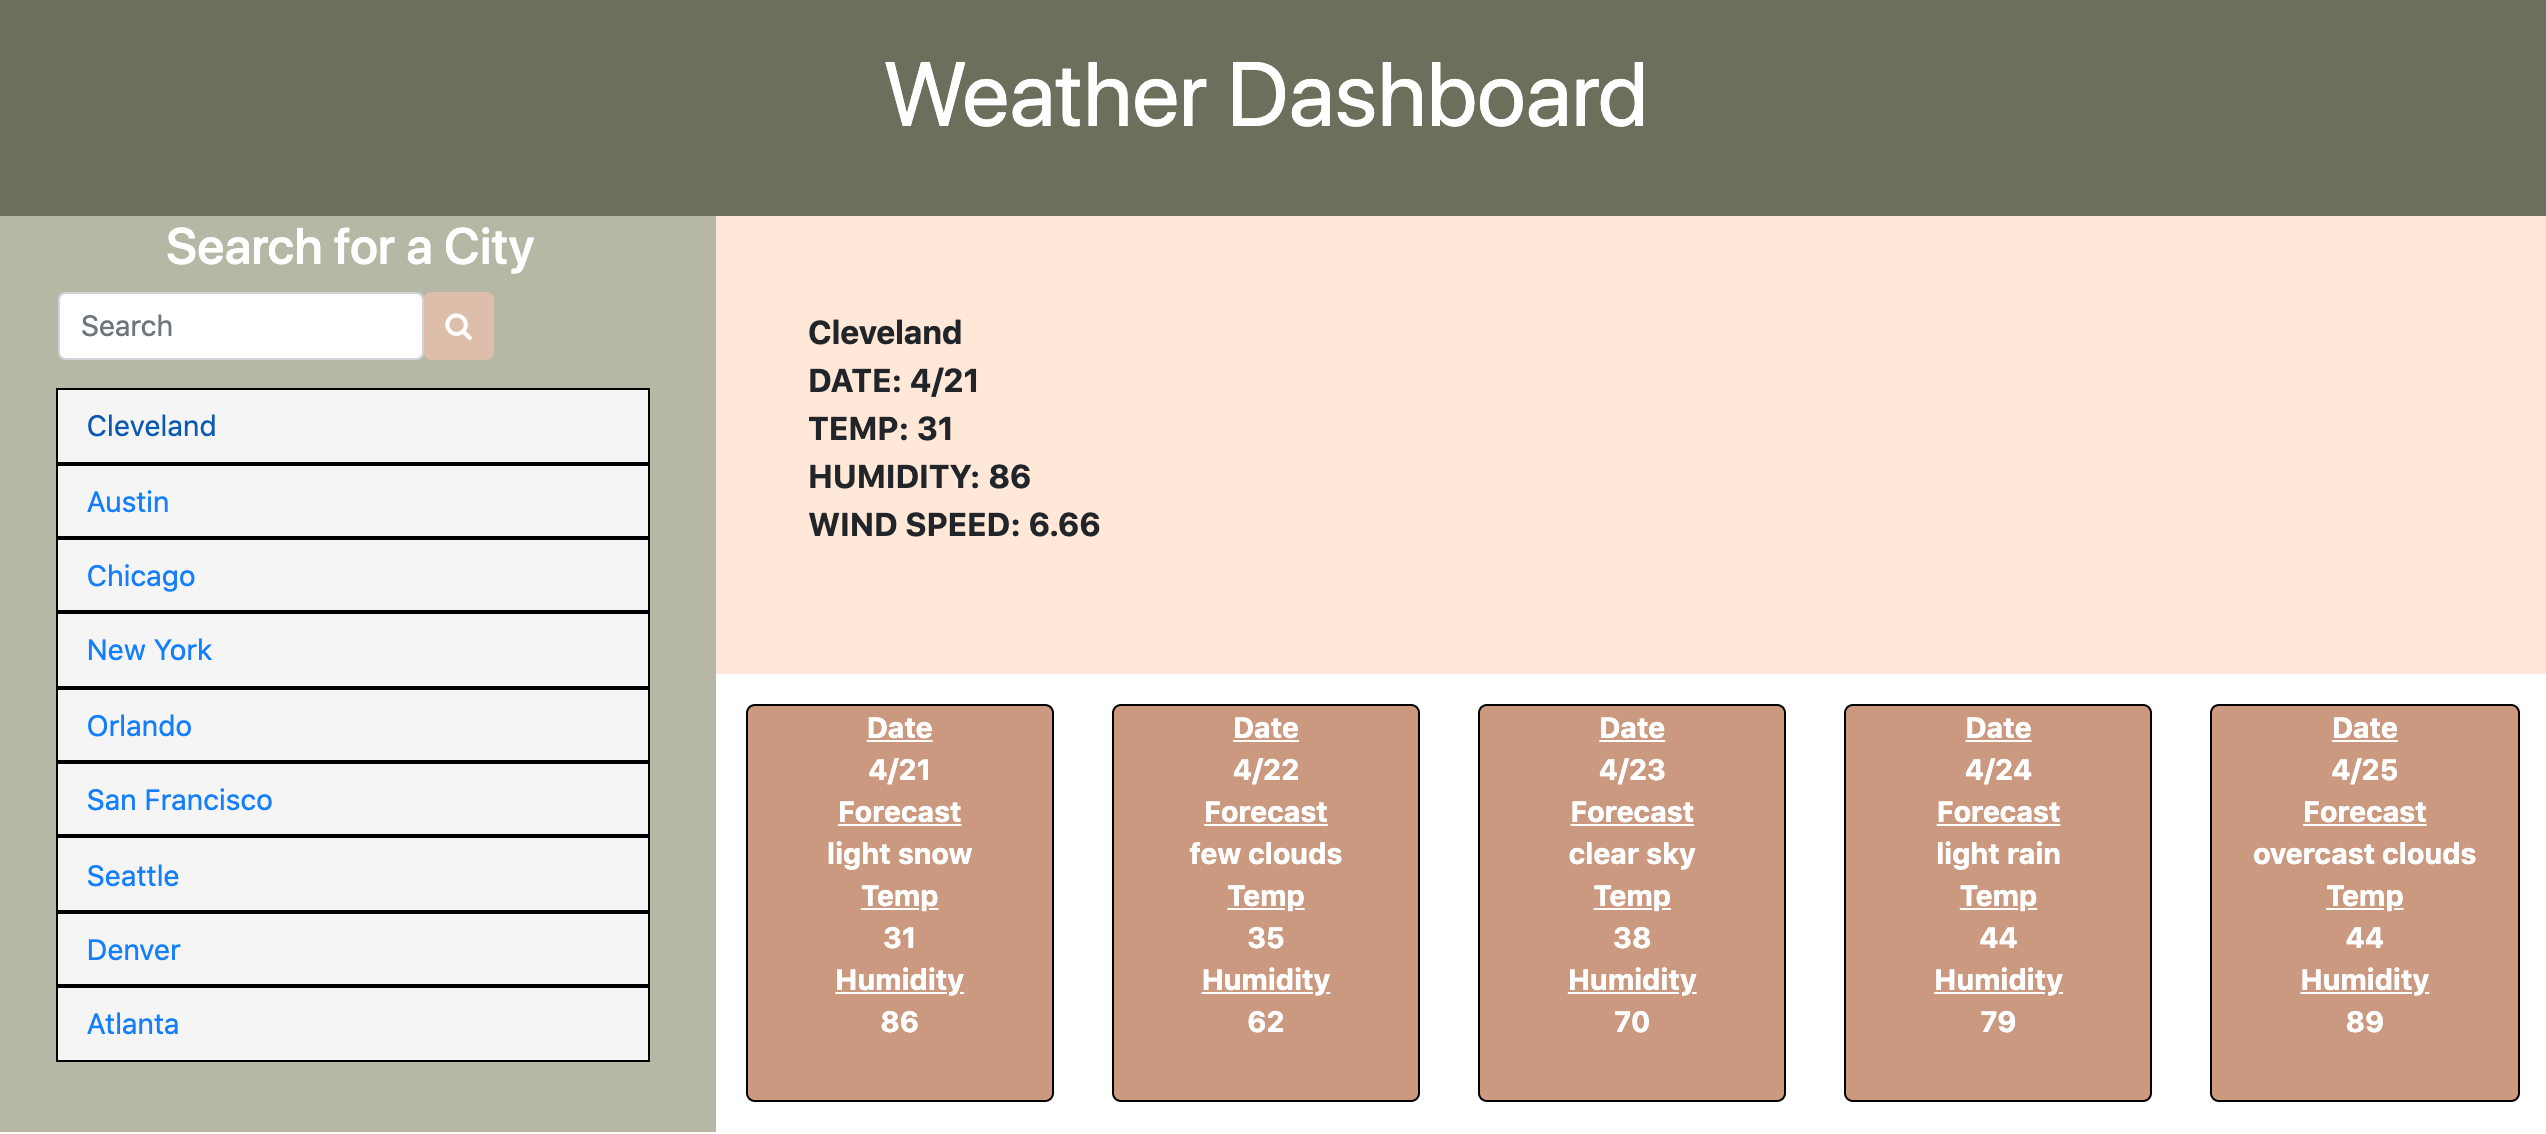 Weather Dashboard
Search for a City
Search
Cleveland
Austin
Chicago
New York
Orlando
San Francisco
Seattle
Denver
Atlanta
Cleveland
DATE: 4/21
TEMP: 31
HUMIDITY: 86
WIND SPEED: 6.66
Date
4/21
Forecast
light snow
Temp
31
Humidity
86
Date
4/22
Forecast
few clouds
Temp
35
Humidity
62
Date
4/23
Forecast
clear sky
Temp
38
Humidity
70
Date
4/24
Forecast
light rain
Temp
44
Humidity
79
Date
4/25
Forecast
overcast clouds
Temp
44
Humidity
89